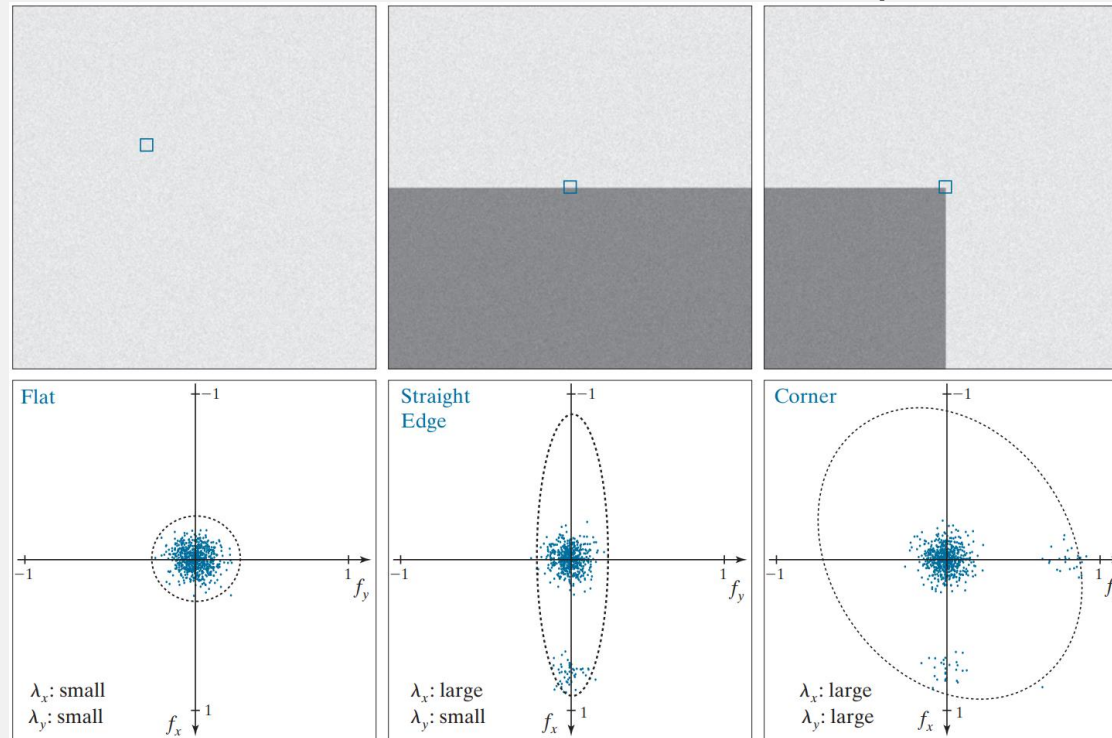 Flat
−1
−1
1
f_y
λ_x: small
λ_y: small
f_x
1
Straight
Edge
−1
−1
1
f_y
λ_x: large
λ_y: small
f_x
1
Corner
−1
−1
1
λ_x: large
λ_y: large
f_x
1